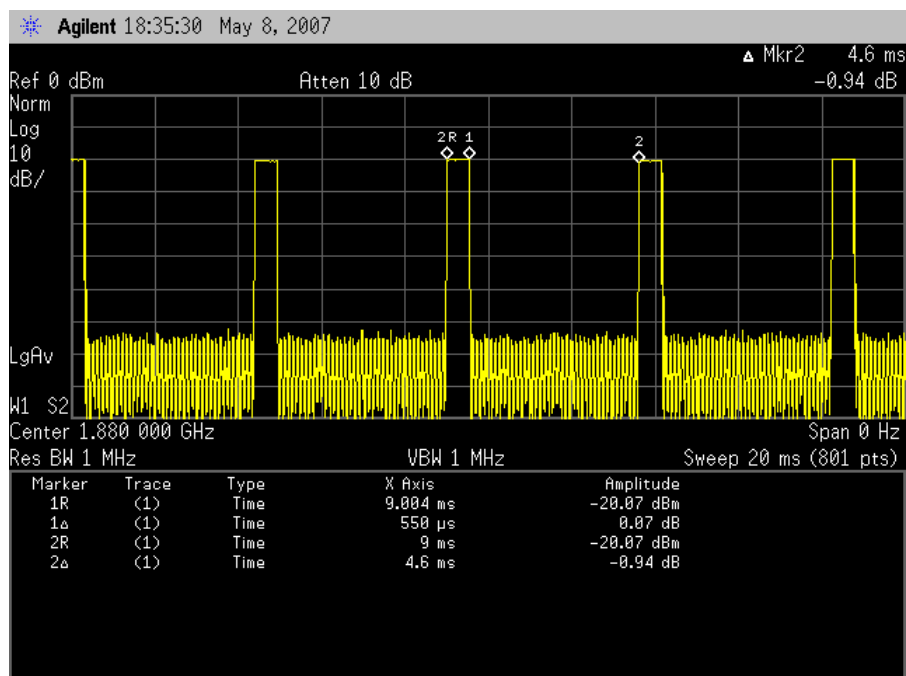 Agilent 18:35:30 May 8, 2007
Δ Mkr2 4.6 ms
Ref 0 dBm Atten 10 dB -0.94 dB
Norm
Log
10
dB/
2R 1
2
LgAv
W1 S2
Center 1.880 000 GHz Span 0 Hz
Res BW 1 MHz VBW 1 MHz Sweep 20 ms (801 pts)
Marker Trace Type X Axis Amplitude
1R (1) Time 9.004 ms -20.07 dBm
1Δ (1) Time 550 µs 0.07 dB
2R (1) Time 9 ms -20.07 dBm
2Δ (1) Time 4.6 ms -0.94 dB